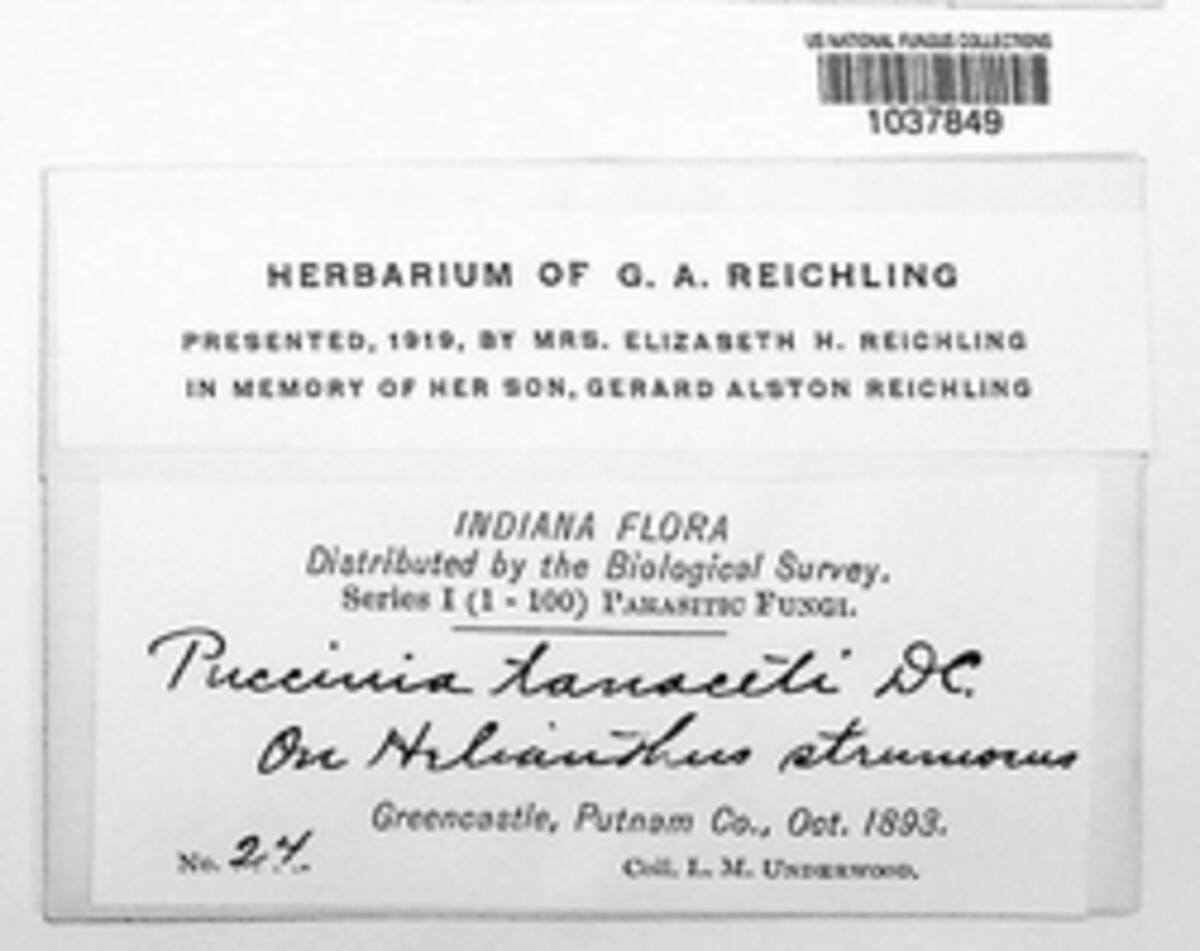 US NATIONAL FUNGUS COLLECTIONS
1037849
HERBARIUM OF G. A. REICHLING
PRESENTED, 1919, BY MRS. ELIZABETH H. REICHLING
IN MEMORY OF HER SON, GERARD ALSTON REICHLING
INDIANA FLORA
Distributed by the Biological Survey.
Series I (1 - 100) PARASITIC FUNGI.
Puccinia tanaceti DC.
On Helianthus strumosus
Greencastle, Putnam Co., Oct. 1893.
No. 24. Coll. L. M. UNDERWOOD.